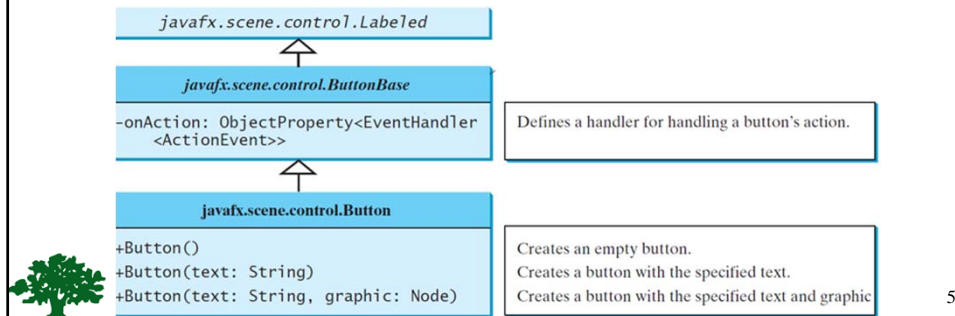 javafx.scene.control.Labeled
javafx.scene.control.ButtonBase
-onAction: ObjectProperty<EventHandler
<ActionEvent>>
Defines a handler for handling a button's action.
javafx.scene.control.Button
+Button()
+Button(text: String)
+Button(text: String, graphic: Node)
Creates an empty button.
Creates a button with the specified text.
Creates a button with the specified text and graphic
5